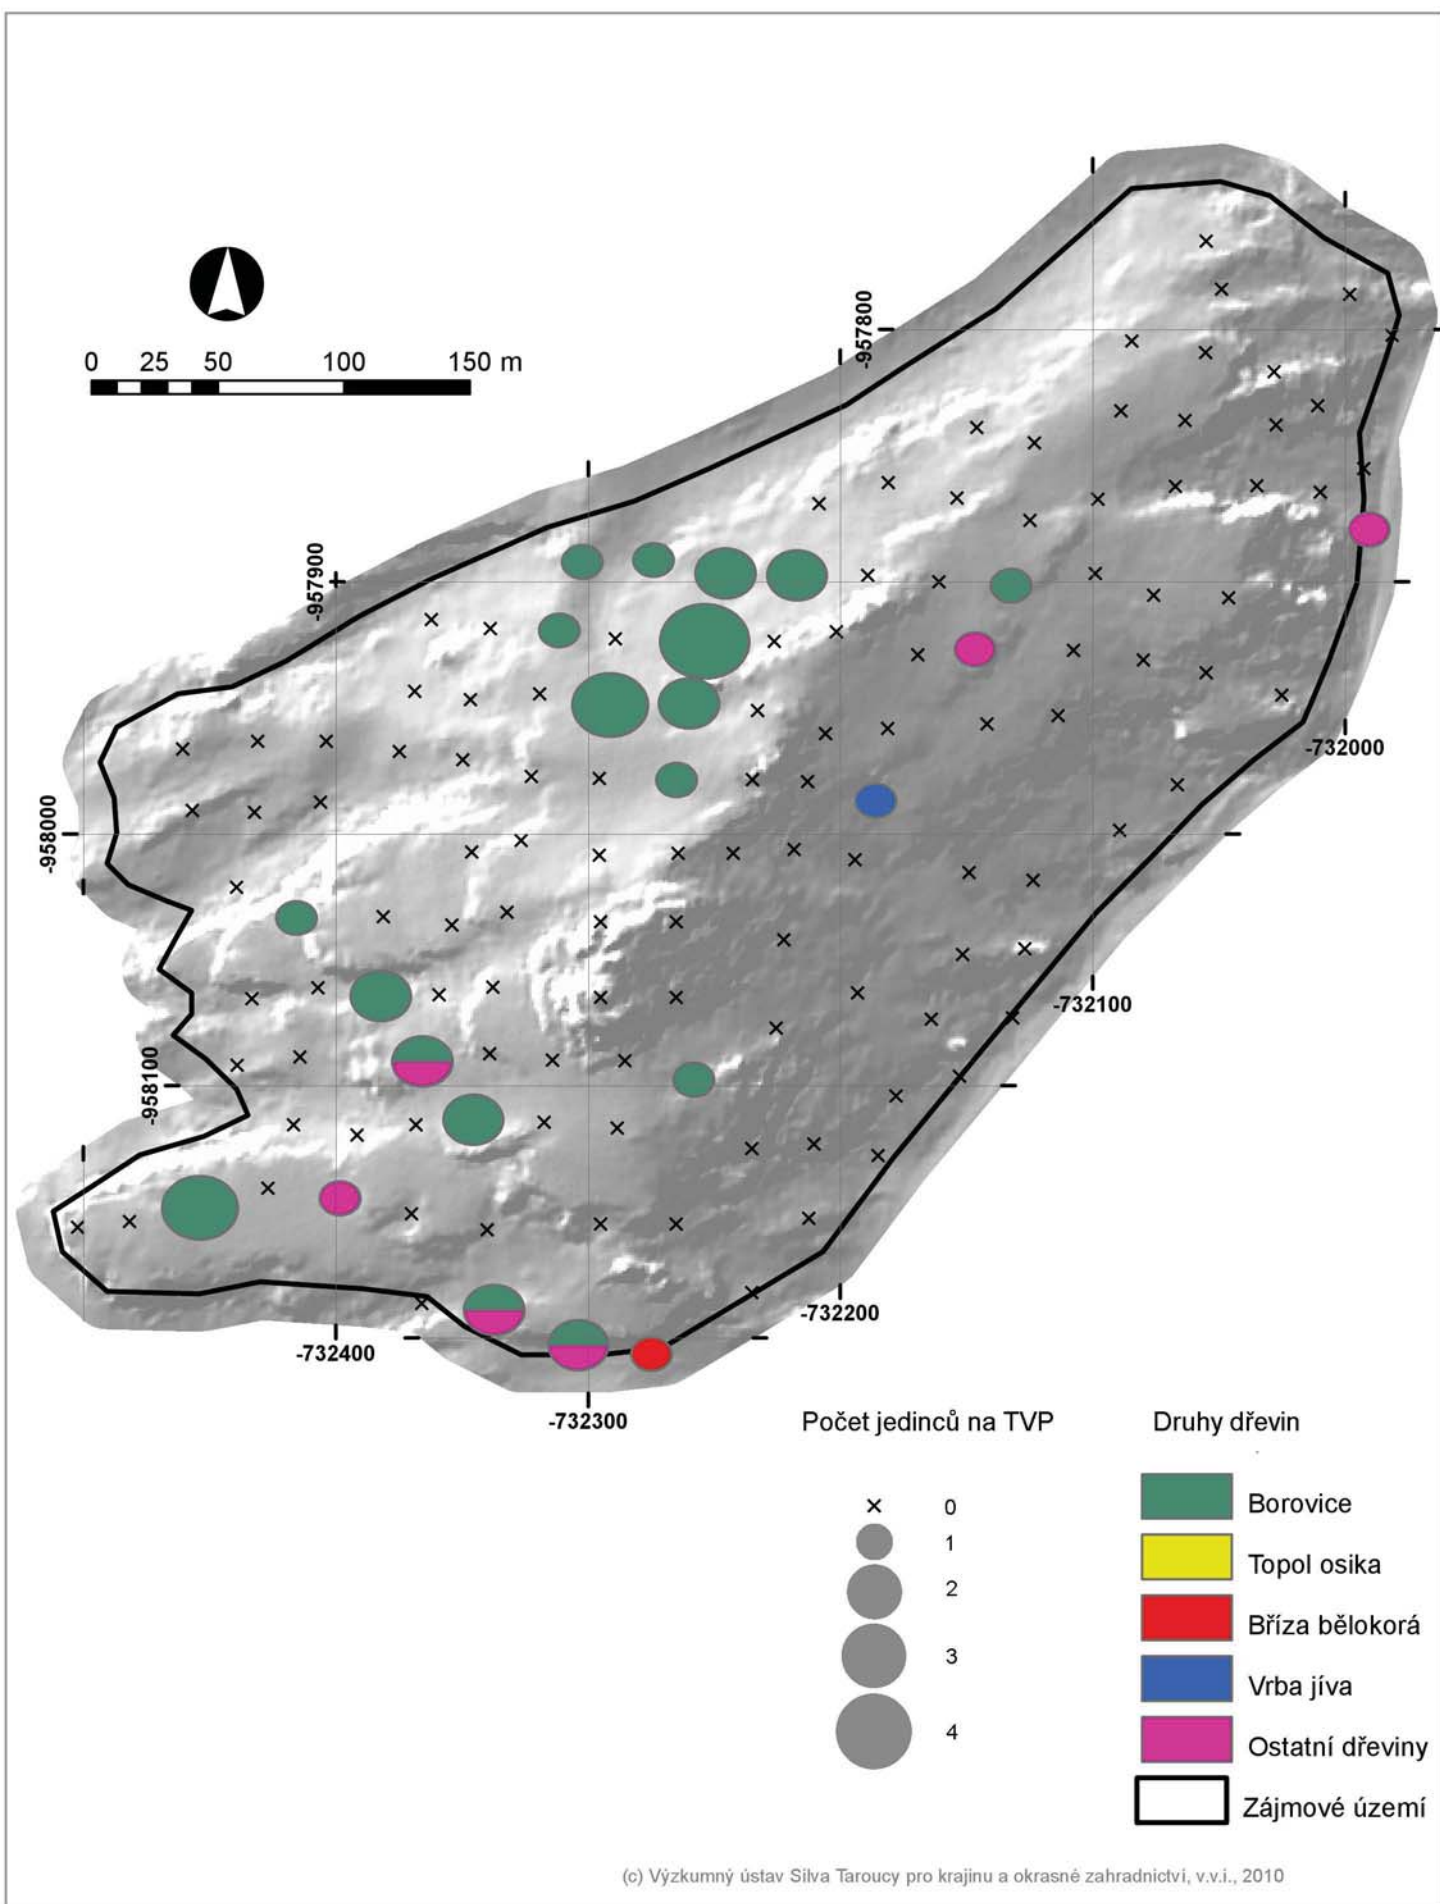 0 25 50 100 150 m
-957800
-957900
-732000
-958000
-732100
-958100
-732200
-732400
-732300
Počet jedinců na TVP
0
1
2
3
4
Druhy dřevin
Borovice
Topol osika
Bříza bělokorá
Vrba jíva
Ostatní dřeviny
Zájmové území
(c) Výzkumný ústav Silva Taroucy pro krajinu a okrasné zahradnictví, v.v.i., 2010